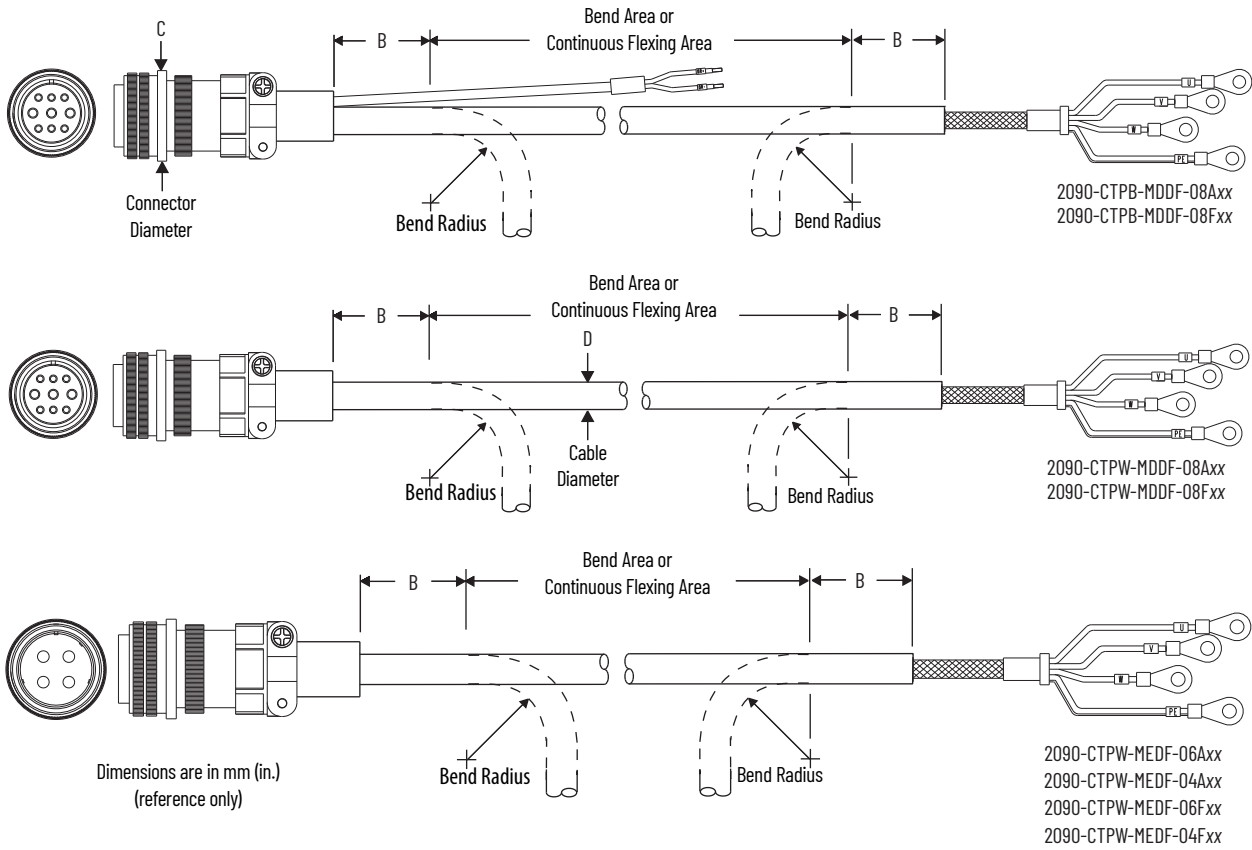 C
B
Bend Area or
Continuous Flexing Area
B
U
V
W
PE
Connector
Diameter
Bend Radius
Bend Radius
2090-CTPB-MDDF-08Axx
2090-CTPB-MDDF-08Fxx
B
Bend Area or
Continuous Flexing Area
B
D
U
V
W
PE
Cable
Diameter
Bend Radius
Bend Radius
2090-CTPW-MDDF-08Axx
2090-CTPW-MDDF-08Fxx
B
Bend Area or
Continuous Flexing Area
B
U
V
W
PE
Dimensions are in mm (in.)
(reference only)
Bend Radius
Bend Radius
2090-CTPW-MEDF-06Axx
2090-CTPW-MEDF-04Axx
2090-CTPW-MEDF-06Fxx
2090-CTPW-MEDF-04Fxx